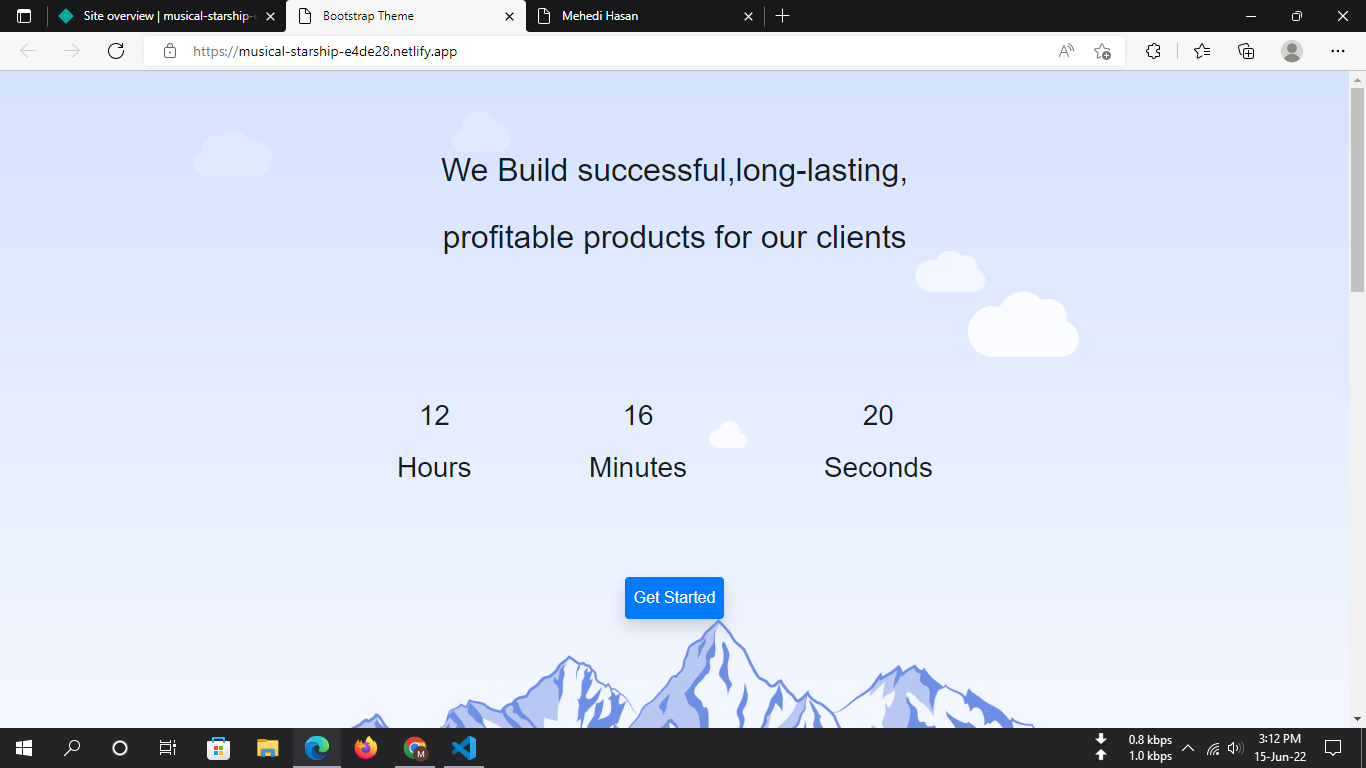 Site overview | musical-starship-e
Bootstrap Theme
Mehedi Hasan
https://musical-starship-e4de28.netlify.app
We Build successful,long-lasting,
profitable products for our clients
12
16
20
Hours
Minutes
Seconds
Get Started
M
0.8 kbps
1.0 kbps
3:12 PM
15-Jun-22